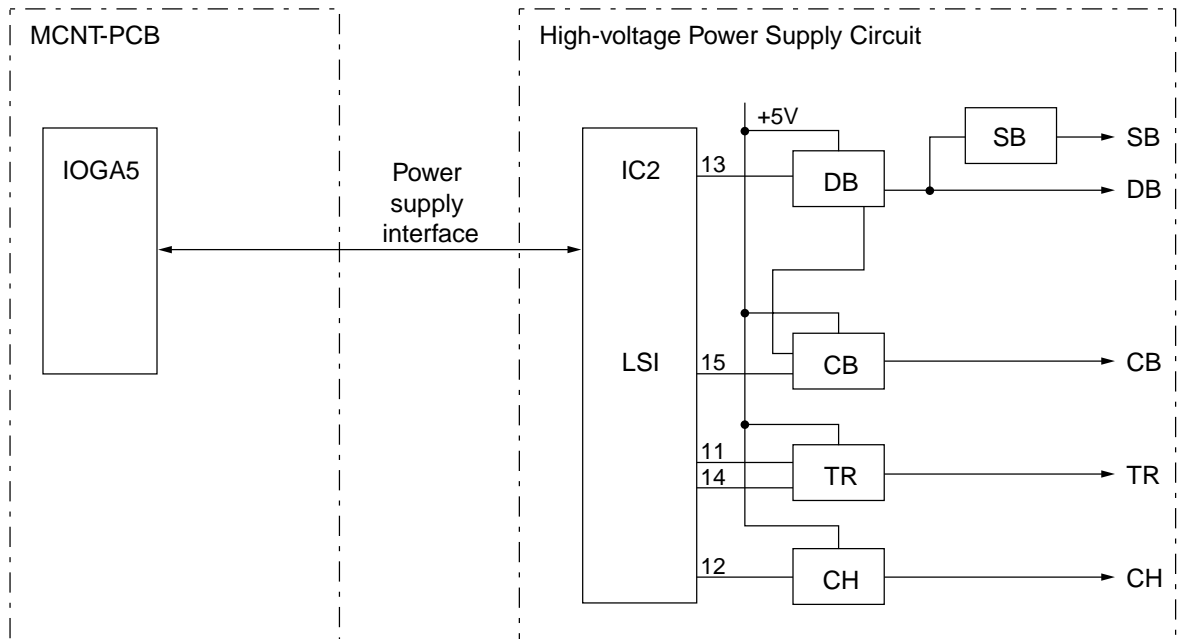 MCNT-PCB
High-voltage Power Supply Circuit
IOGA5
Power
supply
interface
IC2
LSI
+5V
13
DB
SB
SB
DB
15
CB
CB
11
14
TR
TR
12
CH
CH